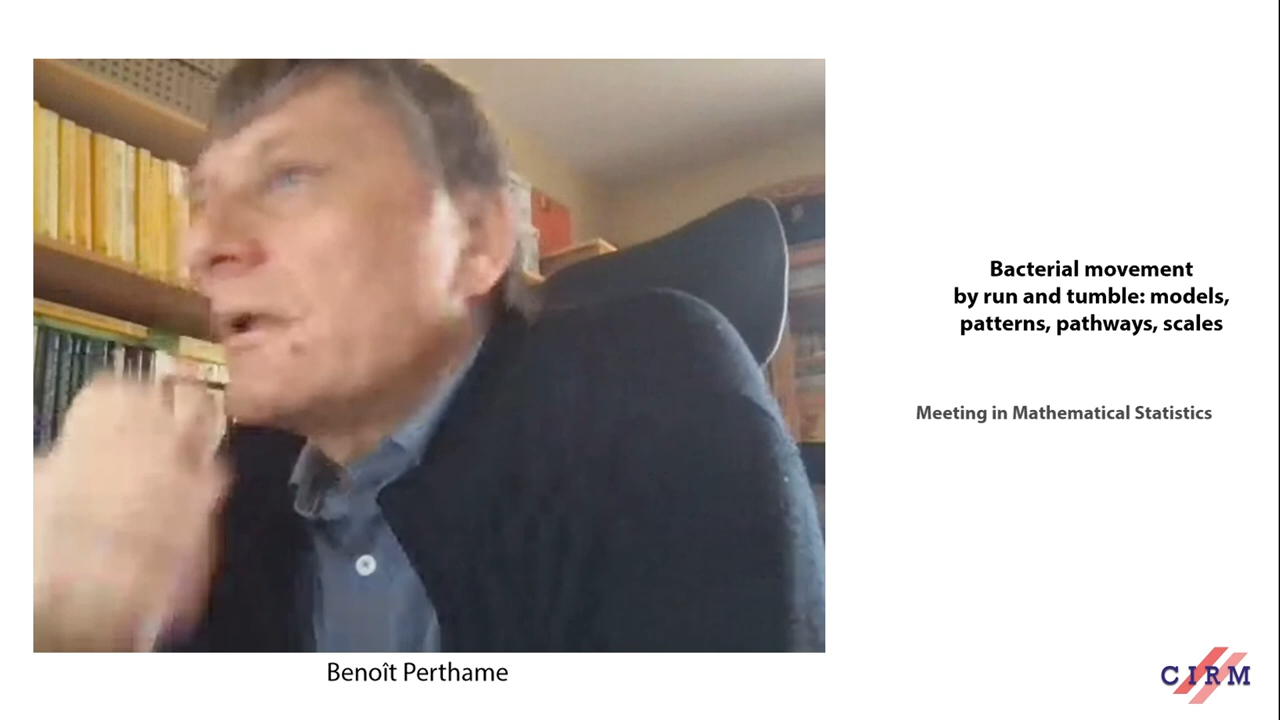 Bacterial movement
by run and tumble: models,
patterns, pathways, scales
Meeting in Mathematical Statistics
Benoît Perthame
CIRM